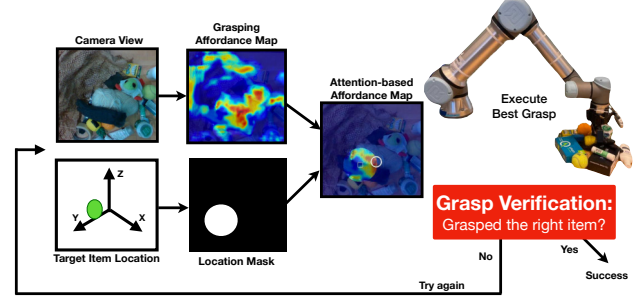 Camera View
Grasping
Affordance Map
Attention-based
Affordance Map
Execute
Best Grasp
Z
Y
X
Target Item Location
Location Mask
Grasp Verification:
Grasped the right item?
No
Yes
Success
Try again